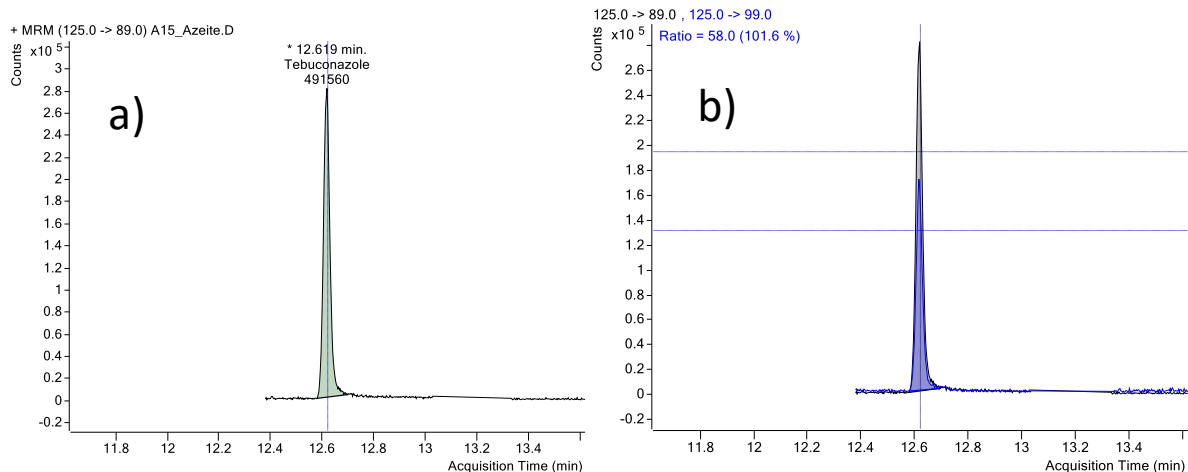 + MRM (125.0 -> 89.0) A15_Azeite.D
Counts
x10 5
* 12.619 min.
Tebuconazole
491560
a)
3
2.8
2.6
2.4
2.2
2
1.8
1.6
1.4
1.2
1
0.8
0.6
0.4
0.2
0
-0.2
11.8 12 12.2 12.4 12.6 12.8 13 13.2 13.4
Acquisition Time (min)
125.0 -> 89.0 , 125.0 -> 99.0
Counts
x10 5
Ratio = 58.0 (101.6 %)
b)
2.6
2.4
2.2
2
1.8
1.6
1.4
1.2
1
0.8
0.6
0.4
0.2
0
-0.2
11.8 12 12.2 12.4 12.6 12.8 13 13.2 13.4
Acquisition Time (min)